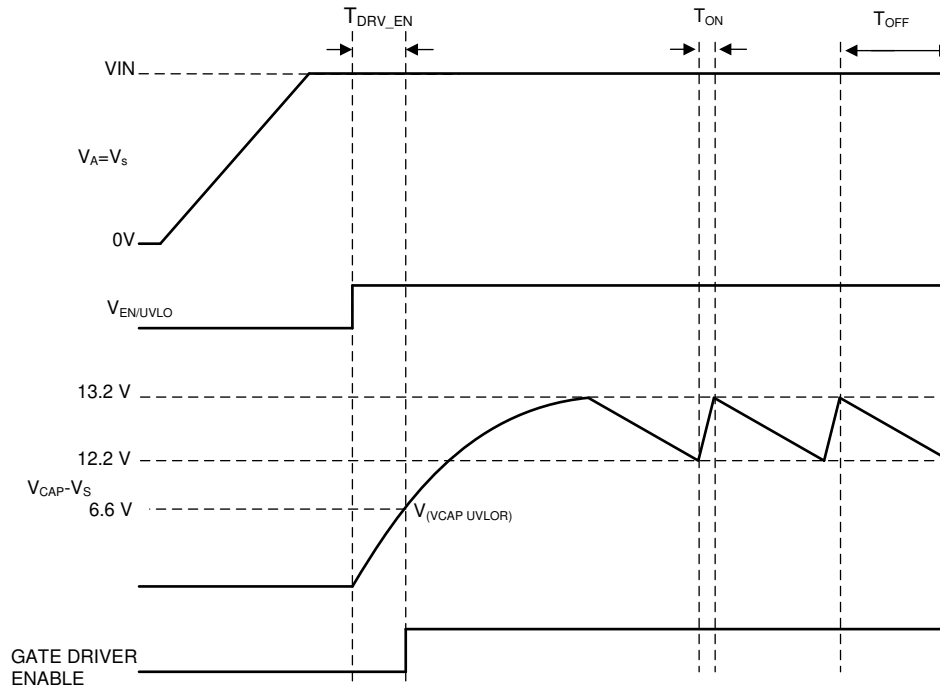 T_DRV_EN
T_ON
T_OFF
VIN
V_A=V_s
0V
V_EN/UVLO
13.2 V
12.2 V
V_CAP-V_S
6.6 V
V_(VCAP UVLOR)
GATE DRIVER
ENABLE